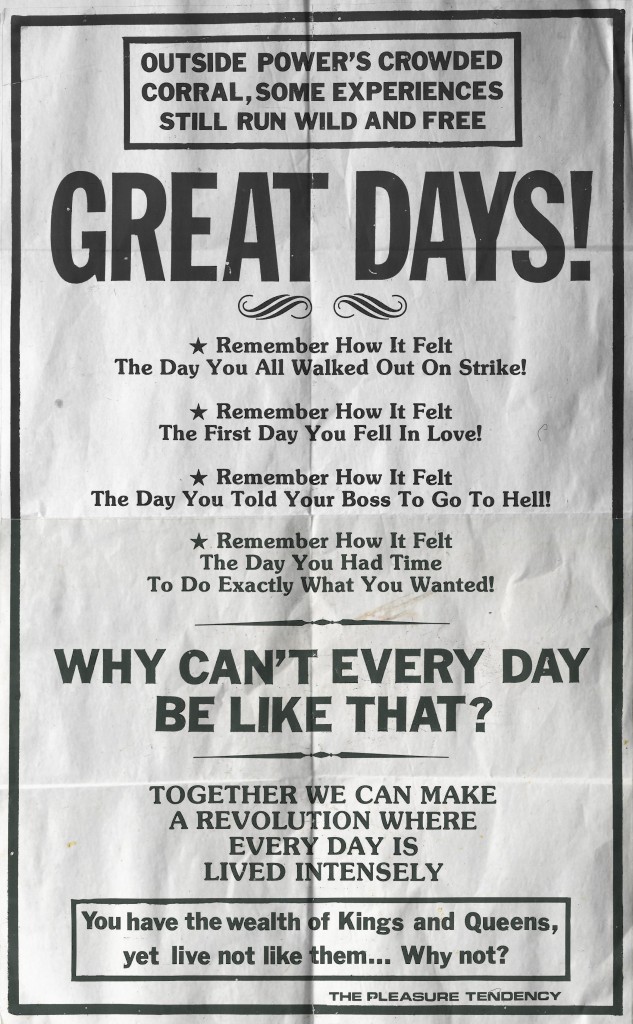 OUTSIDE POWER'S CROWDED
CORRAL, SOME EXPERIENCES
STILL RUN WILD AND FREE
GREAT DAYS!
★ Remember How It Felt
The Day You All Walked Out On Strike!
★ Remember How It Felt
The First Day You Fell In Love!
★ Remember How It Felt
The Day You Told Your Boss To Go To Hell!
★ Remember How It Felt
The Day You Had Time
To Do Exactly What You Wanted!
WHY CAN'T EVERY DAY
BE LIKE THAT?
TOGETHER WE CAN MAKE
A REVOLUTION WHERE
EVERY DAY IS
LIVED INTENSELY
You have the wealth of Kings and Queens,
yet live not like them... Why not?
THE PLEASURE TENDENCY